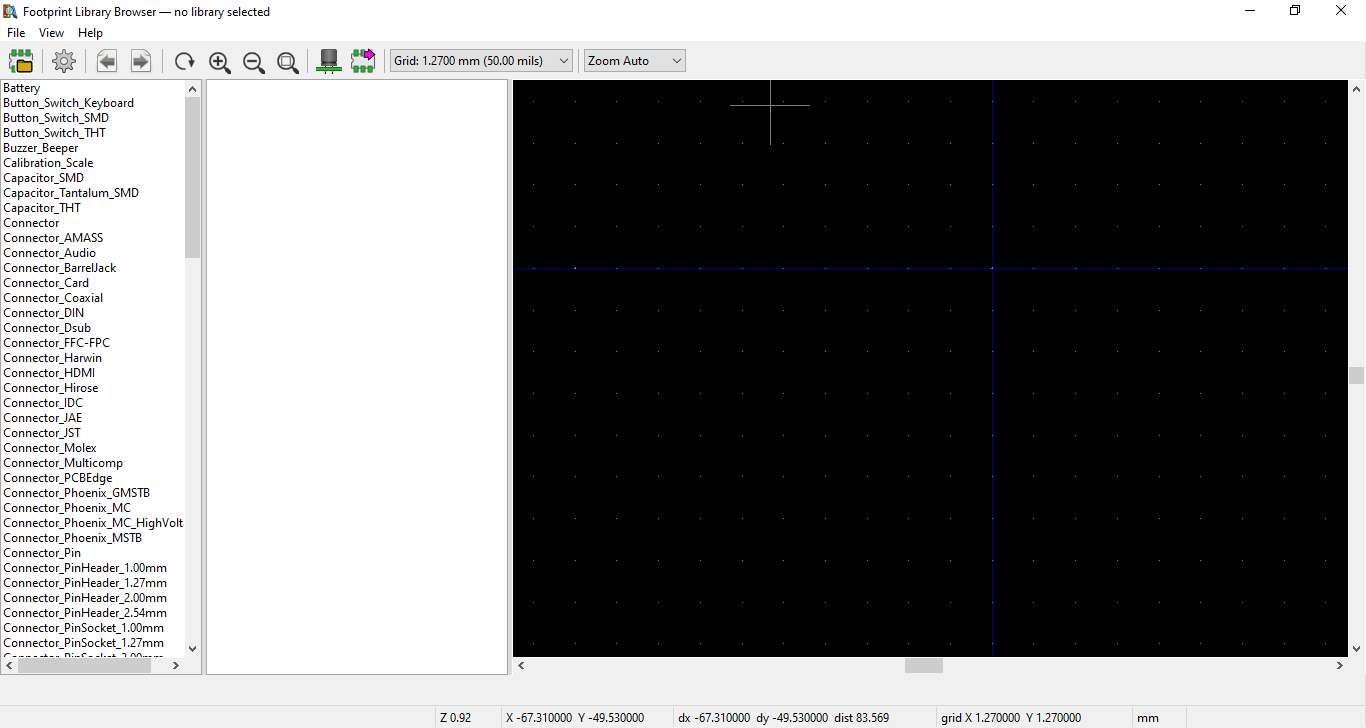 Footprint Library Browser — no library selected
File View Help
Grid: 1.2700 mm (50.00 mils) Zoom Auto
Battery
Button_Switch_Keyboard
Button_Switch_SMD
Button_Switch_THT
Buzzer_Beeper
Calibration_Scale
Capacitor_SMD
Capacitor_Tantalum_SMD
Capacitor_THT
Connector
Connector_AMASS
Connector_Audio
Connector_BarrelJack
Connector_Card
Connector_Coaxial
Connector_DIN
Connector_Dsub
Connector_FFC-FPC
Connector_Harwin
Connector_HDMI
Connector_Hirose
Connector_IDC
Connector_JAE
Connector_JST
Connector_Molex
Connector_Multicomp
Connector_PCBEdge
Connector_Phoenix_GMSTB
Connector_Phoenix_MC
Connector_Phoenix_MC_HighVolt
Connector_Phoenix_MSTB
Connector_Pin
Connector_PinHeader_1.00mm
Connector_PinHeader_1.27mm
Connector_PinHeader_2.00mm
Connector_PinHeader_2.54mm
Connector_PinSocket_1.00mm
Connector_PinSocket_1.27mm
Z 0.92 X -67.310000 Y -49.530000 dx -67.310000 dy -49.530000 dist 83.569 grid X 1.270000 Y 1.270000 mm